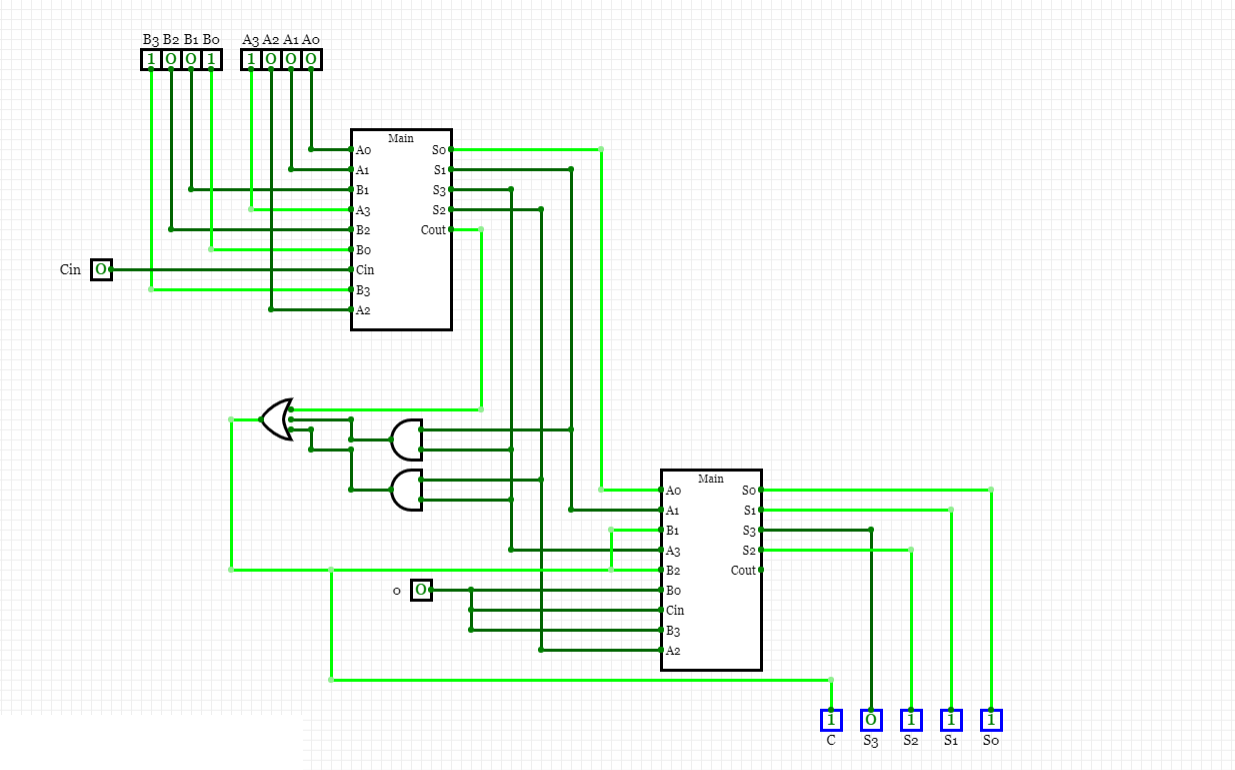 B3 B2 B1 B0 A3 A2 A1 A0
1 0 0 1 1 0 0 0
Main
A0 S0
A1 S1
B1 S3
A3 S2
B2 Cout
B0
Cin 0 Cin
B3
A2
Main
A0 S0
A1 S1
B1 S3
A3 S2
B2 Cout
0 0 B0
Cin
B3
A2
1 0 1 1 1
C S3 S2 S1 S0